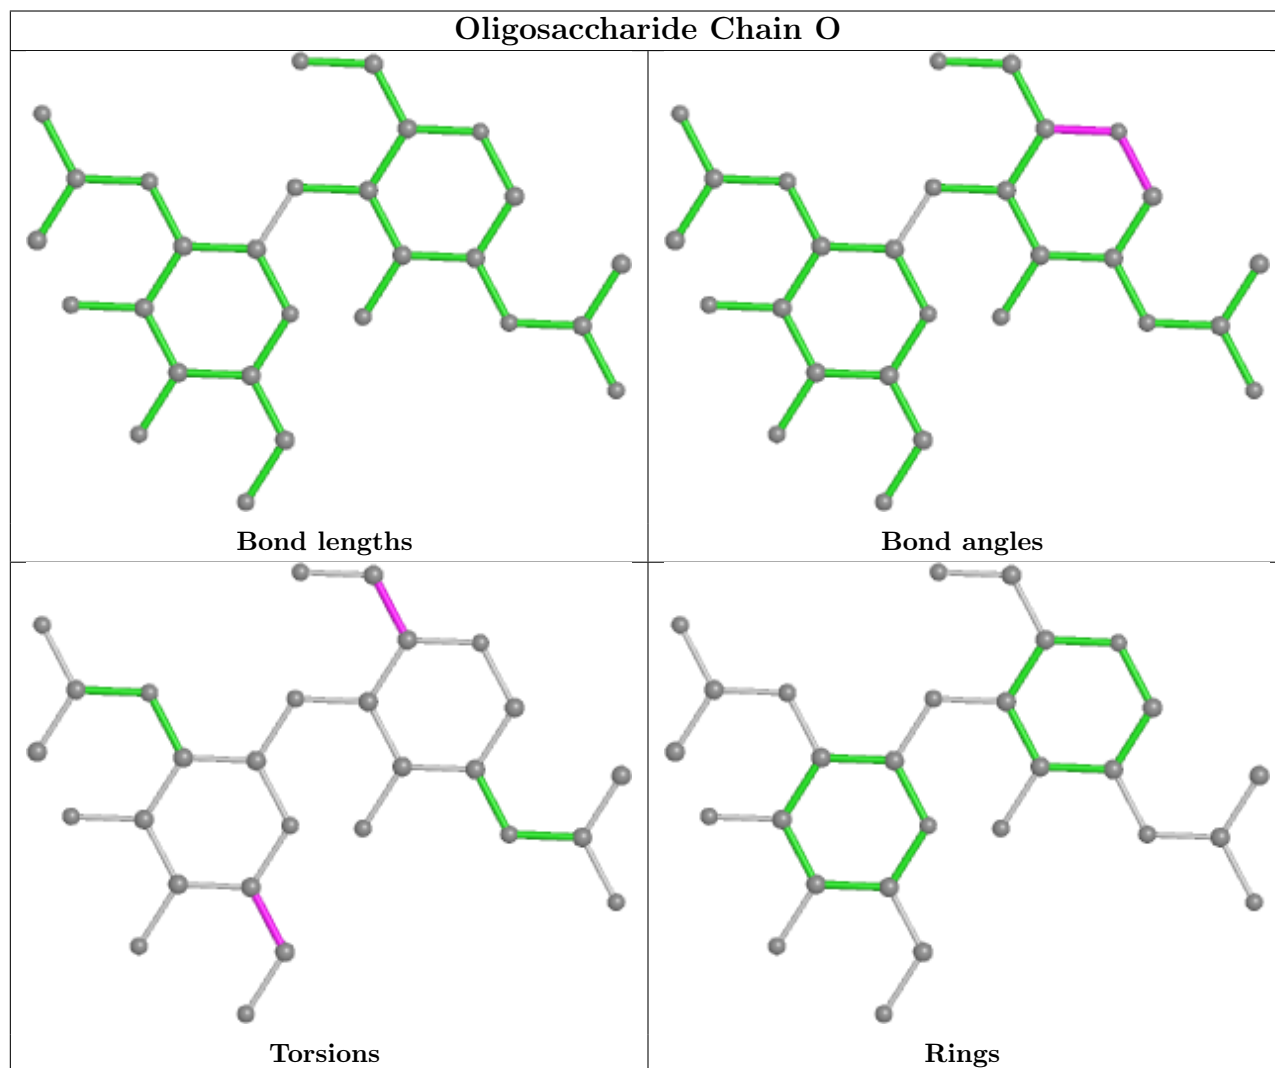 Oligosaccharide Chain O
Bond lengths
Bond angles
Torsions
Rings